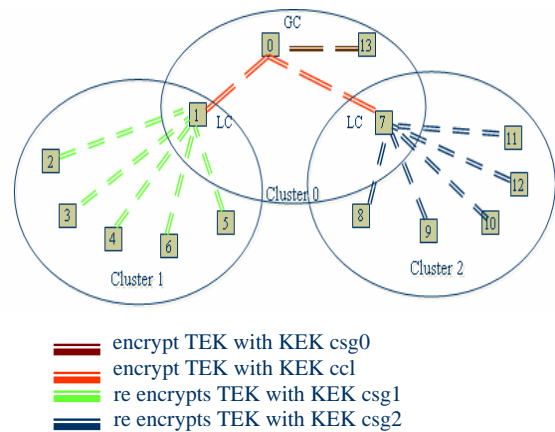 GC
0
13
1
LC
LC
7
11
2
12
3
Cluster 0
8
5
10
4
6
9
Cluster 1
Cluster 2
encrypt TEK with KEK csg0
encrypt TEK with KEK ccl
re encrypts TEK with KEK csg1
re encrypts TEK with KEK csg2